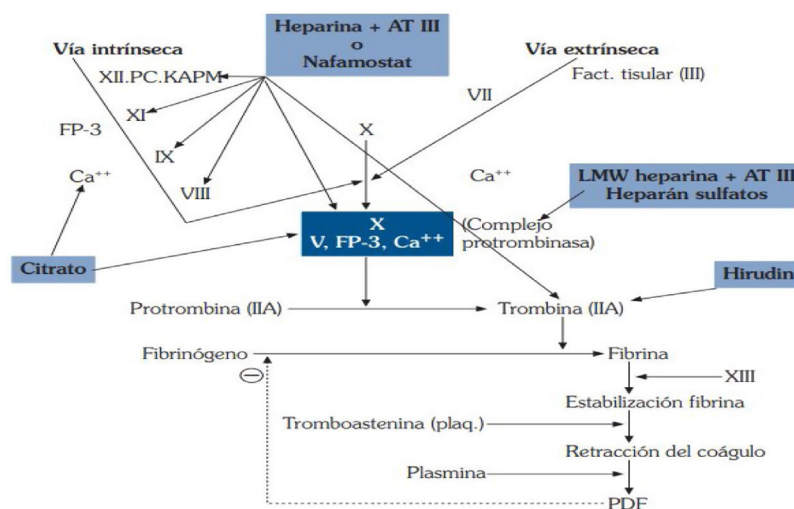 Heparina + AT III
o
Nafamostat
Vía intrínseca
Vía extrínseca
XII.PC.KAPM
Fact. tisular (III)
VII
XI
FP-3
X
IX
Ca++
Ca++
VIII
LMW heparina + AT III
Heparán sulfatos
X
V, FP-3, Ca++
(Complejo
protrombinasa)
Citrato
Hirudin
Protrombina (IIA)
Trombina (IIA)
Fibrinógeno
Fibrina
−
XIII
Estabilización fibrina
Tromboastenina (plaq.)
Retracción del coágulo
Plasmina
PDF